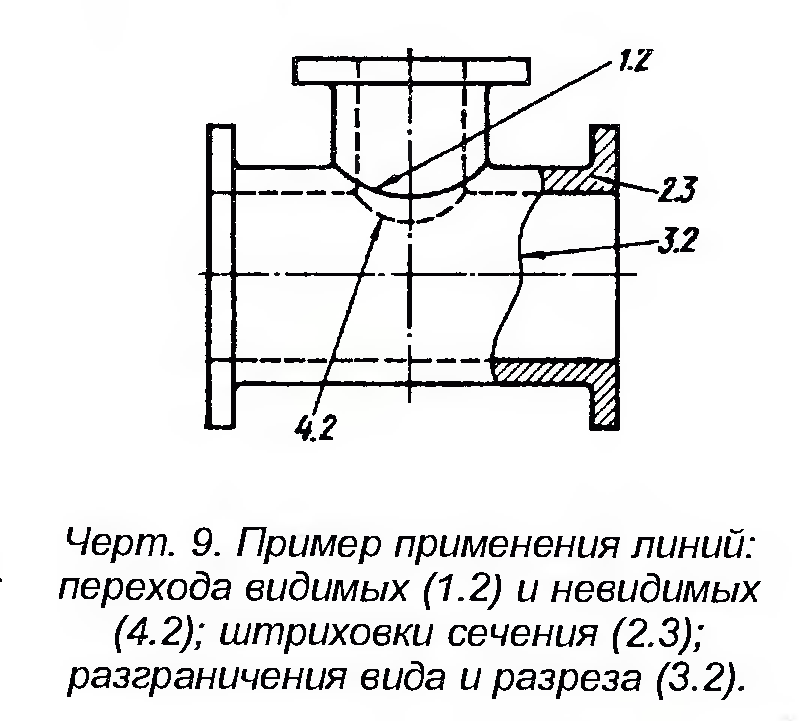 1.2
2.3
3.2
4.2
Черт. 9. Пример применения линий:
перехода видимых (1.2) и невидимых
(4.2); штриховки сечения (2.3);
разграничения вида и разреза (3.2).